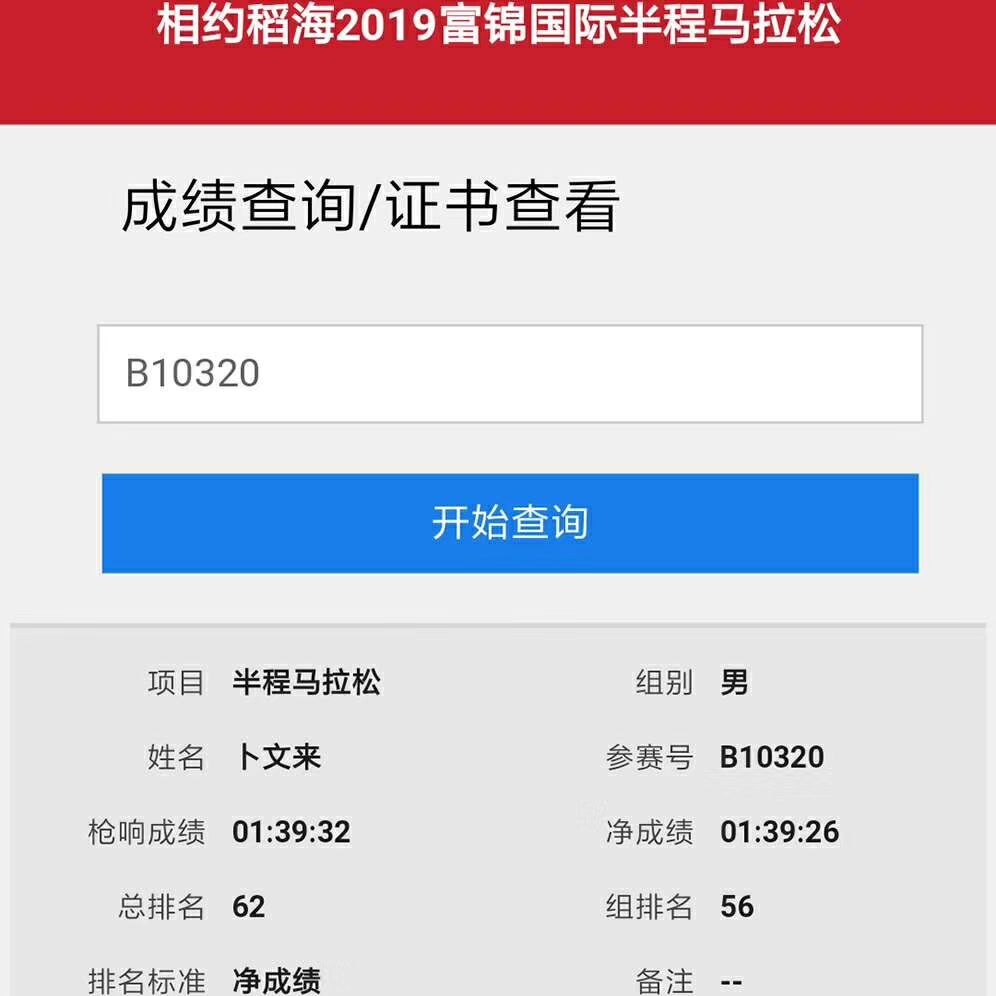 相约稻海2019富锦国际半程马拉松
成绩查询/证书查看
B10320
开始查询
项目 半程马拉松 组别 男
姓名 卜文来 参赛号 B10320
枪响成绩 01:39:32 净成绩 01:39:26
总排名 62 组排名 56
排名标准 净成绩 备注 --